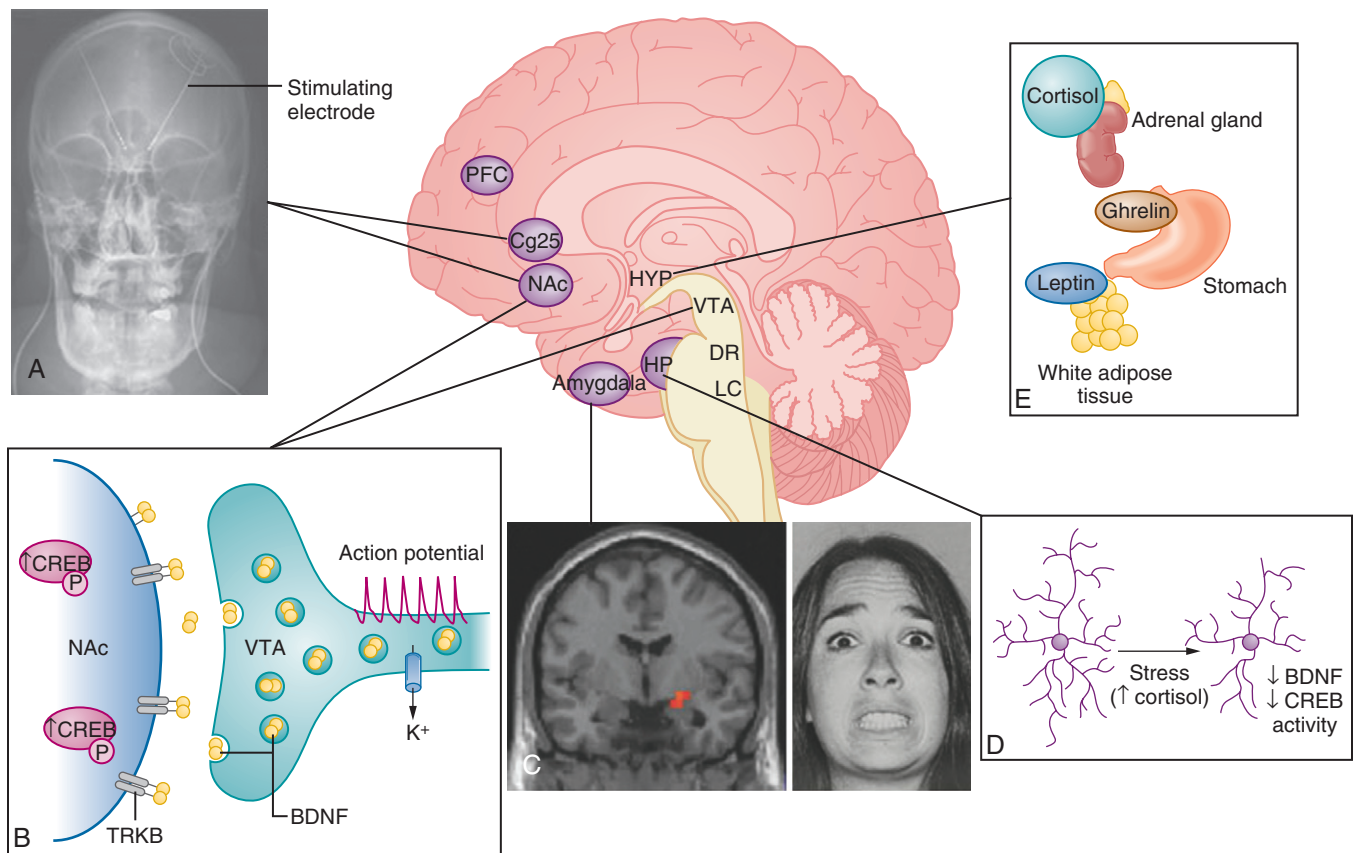 Stimulating
electrode
A
PFC
Cg25
NAc
HYP
VTA
DR
LC
HP
Amygdala
Cortisol
Adrenal gland
Ghrelin
Leptin
Stomach
White adipose
tissue
E
↑CREB
P
NAc
↑CREB
P
VTA
Action potential
K⁺
BDNF
TRKB
B
C
Stress
(↑ cortisol)
↓ BDNF
↓ CREB
activity
D